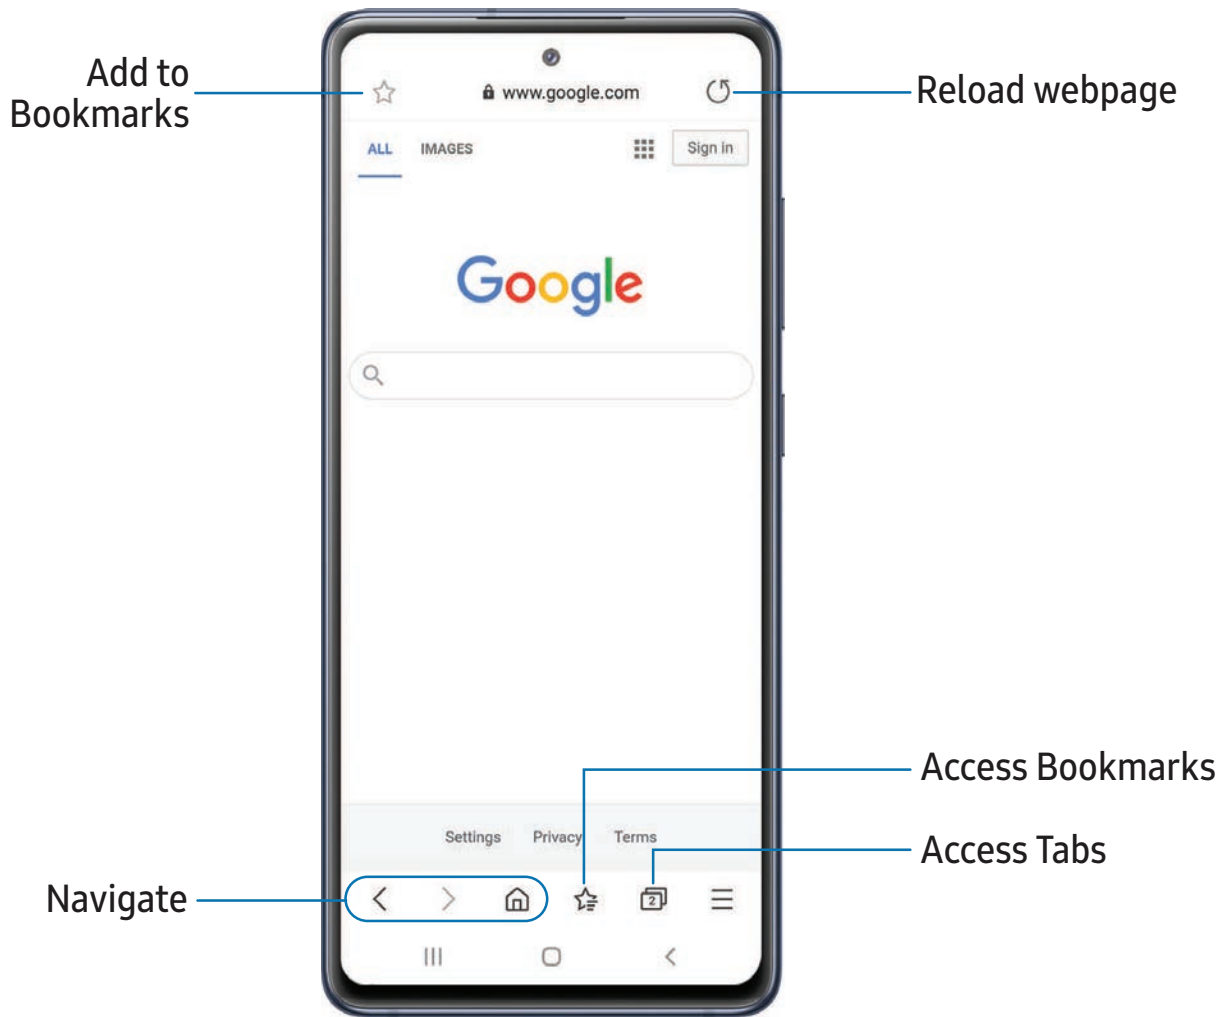 Add to
Bookmarks
www.google.com
Reload webpage
ALL IMAGES Sign in
Google
Access Bookmarks
Settings Privacy Terms
Access Tabs
Navigate
2